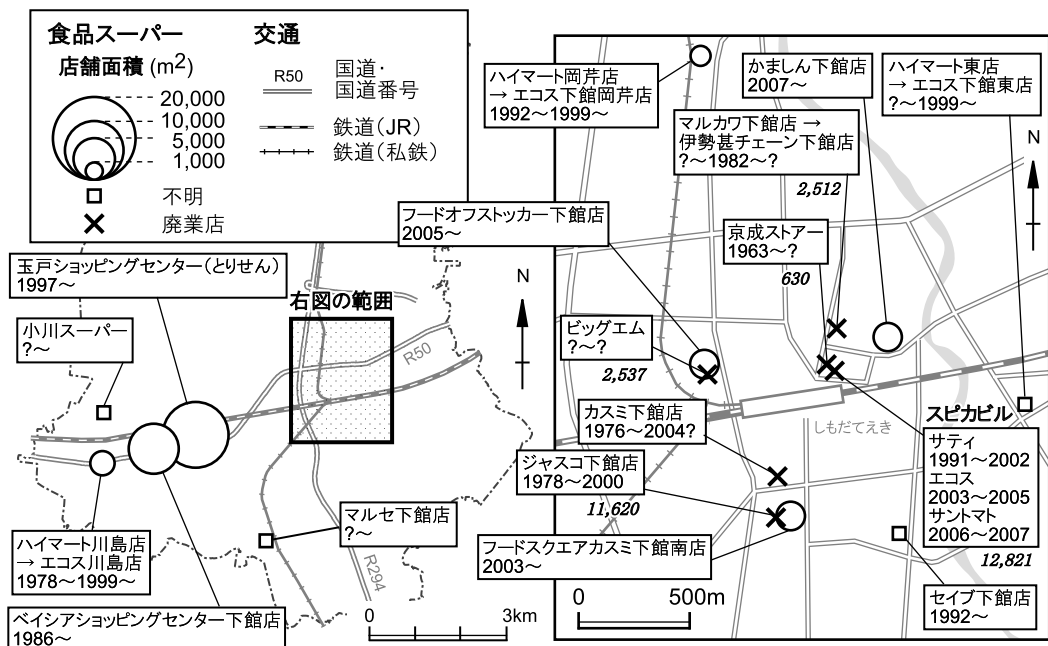 食品スーパー
店舗面積 (m2)
20,000
10,000
5,000
1,000
不明
廃業店
交通
R50
国道・
国道番号
鉄道(JR)
鉄道(私鉄)
玉戸ショッピングセンター(とりせん)
1997～
小川スーパー
?～
右図の範囲
R50
N
マルセ下館店
?～
R294
ハイマート川島店
→ エコス川島店
1978～1999～
ベイシアショッピングセンター下館店
1986～
0
3km
ハイマート岡芹店
→ エコス下館岡芹店
1992～1999～
かましん下館店
2007～
ハイマート東店
→ エコス下館東店
?～1999～
マルカワ下館店 →
伊勢甚チェーン下館店
?～1982～?
2,512
フードオフストッカー下館店
2005～
京成ストアー
1963～?
630
N
ビッグエム
?～?
2,537
カスミ下館店
1976～2004?
しもだてえき
スピカビル
サティ
1991～2002
エコス
2003～2005
サントマト
2006～2007
12,821
ジャスコ下館店
1978～2000
11,620
フードスクエアカスミ下館南店
2003～
セイブ下館店
1992～
0
500m